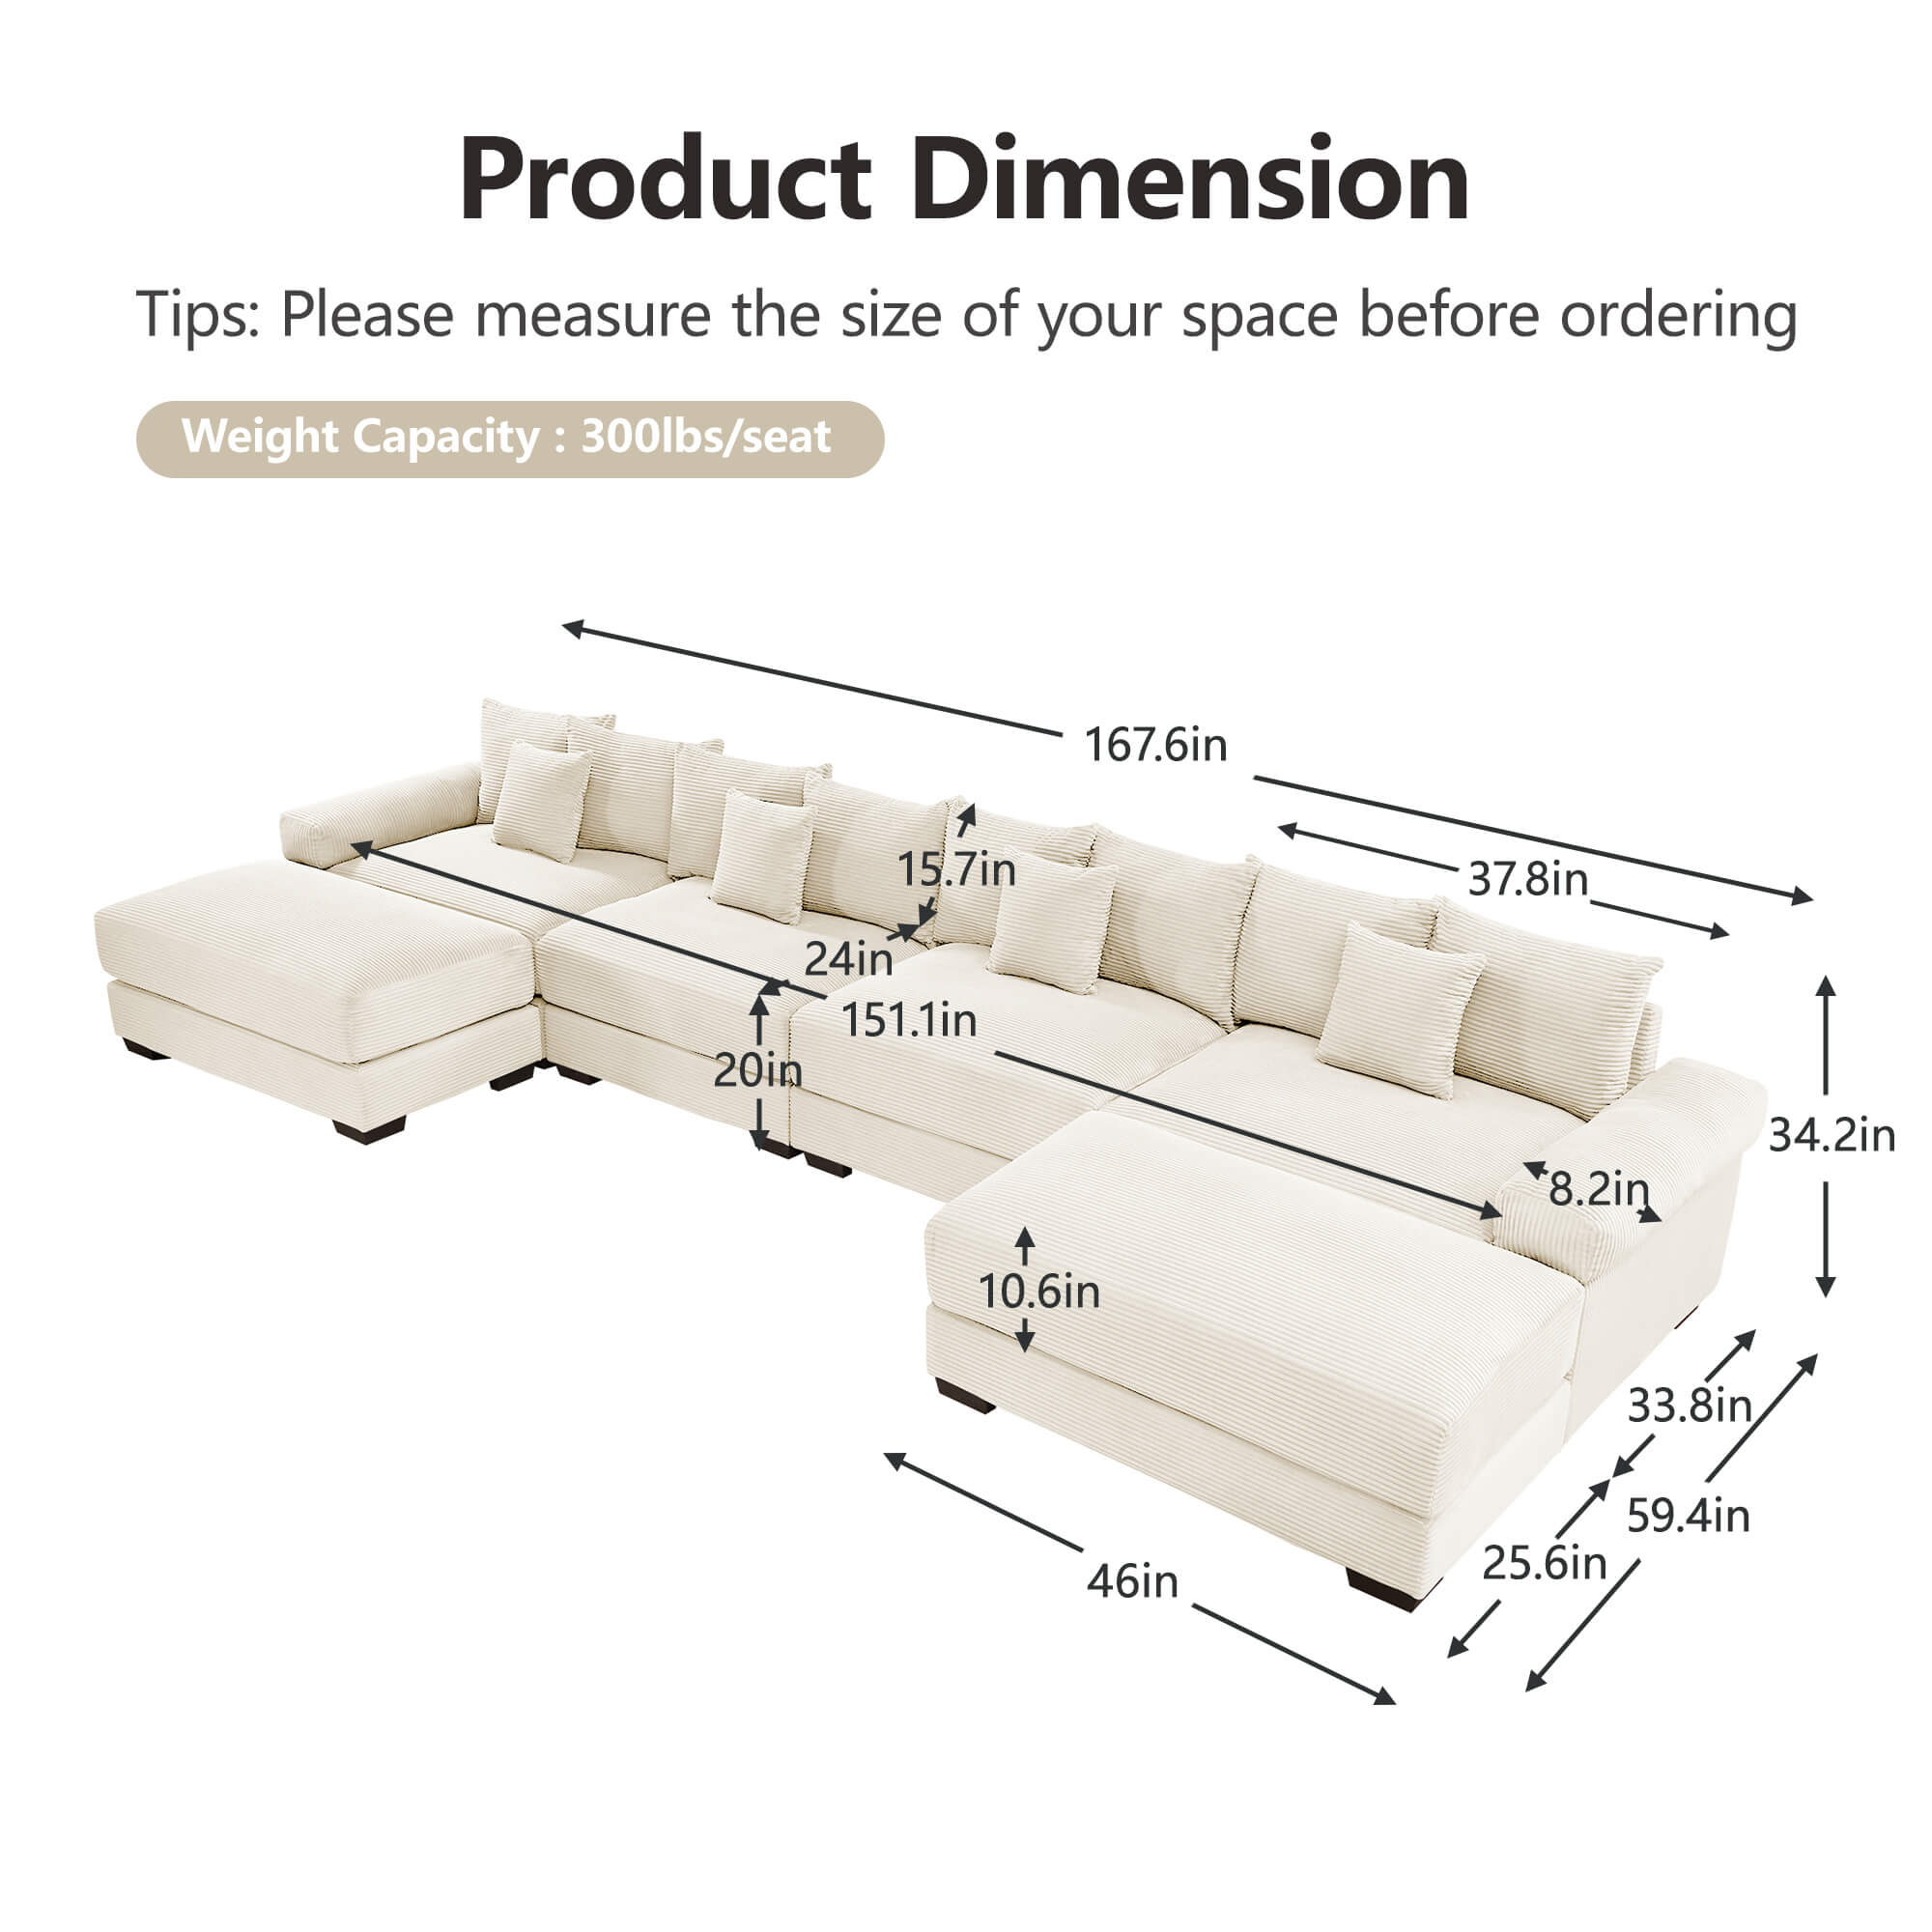 Product Dimension
Tips: Please measure the size of your space before ordering
Weight Capacity : 300lbs/seat
167.6in
37.8in
15.7in
24in
151.1in
20in
34.2in
8.2in
10.6in
33.8in
59.4in
25.6in
46in